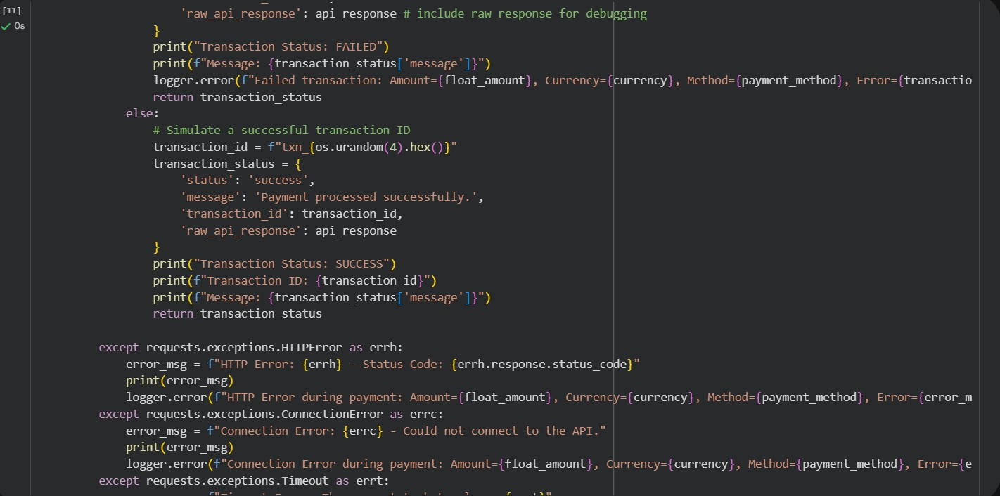 [11]
0s
'raw_api_response': api_response # include raw response for debugging
}
print("Transaction Status: FAILED")
print(f"Message: {transaction_status['message']}")
logger.error(f"Failed transaction: Amount={float_amount}, Currency={currency}, Method={payment_method}, Error={transactio
return transaction_status
else:
# Simulate a successful transaction ID
transaction_id = f"txn_{os.urandom(4).hex()}"
transaction_status = {
'status': 'success',
'message': 'Payment processed successfully.',
'transaction_id': transaction_id,
'raw_api_response': api_response
}
print("Transaction Status: SUCCESS")
print(f"Transaction ID: {transaction_id}")
print(f"Message: {transaction_status['message']}")
return transaction_status
except requests.exceptions.HTTPError as errh:
error_msg = f"HTTP Error: {errh} - Status Code: {errh.response.status_code}"
print(error_msg)
logger.error(f"HTTP Error during payment: Amount={float_amount}, Currency={currency}, Method={payment_method}, Error={error_m
except requests.exceptions.ConnectionError as errc:
error_msg = f"Connection Error: {errc} - Could not connect to the API."
print(error_msg)
logger.error(f"Connection Error during payment: Amount={float_amount}, Currency={currency}, Method={payment_method}, Error={e
except requests.exceptions.Timeout as errt: